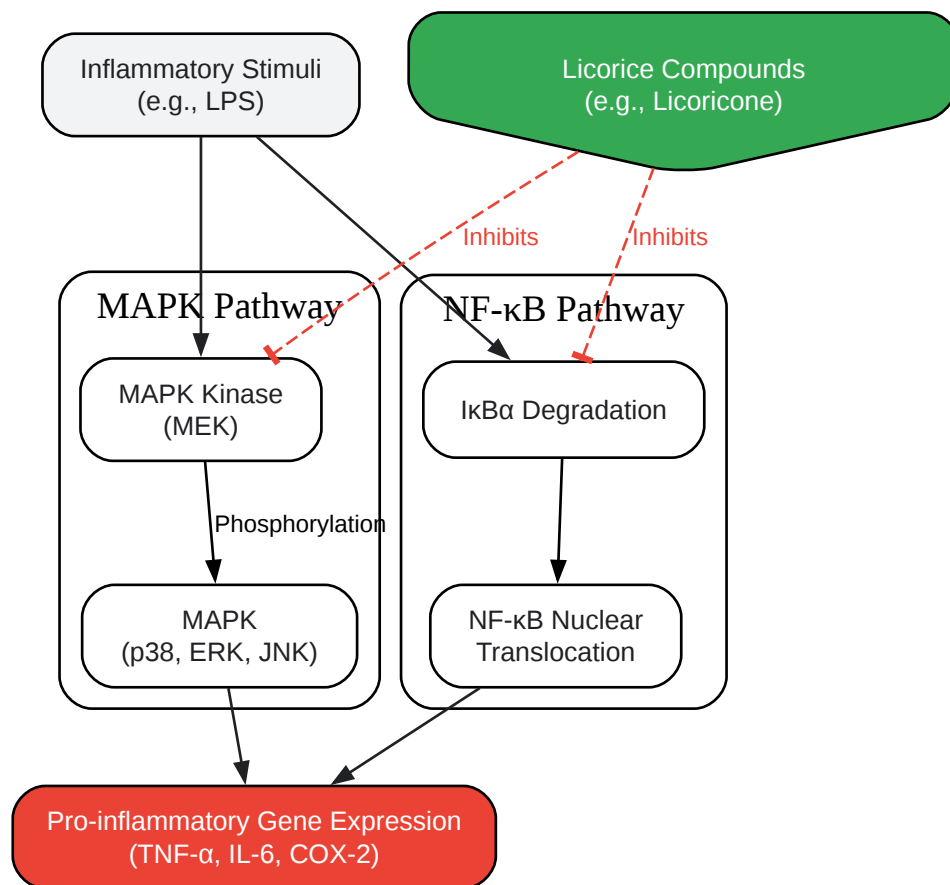 Inflammatory Stimuli
(e.g., LPS)
Licorice Compounds
(e.g., Licoricone)
Inhibits
Inhibits
MAPK Pathway
NF-κB Pathway
MAPK Kinase
(MEK)
IκBα Degradation
Phosphorylation
MAPK
(p38, ERK, JNK)
NF-κB Nuclear
Translocation
Pro-inflammatory Gene Expression
(TNF-α, IL-6, COX-2)